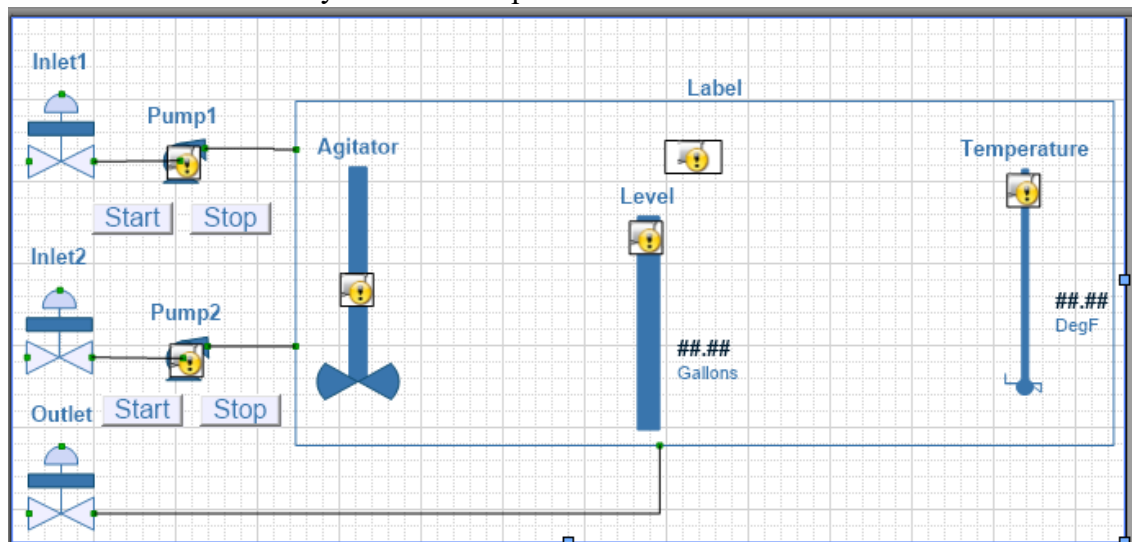 Inlet1
Label
Pump1
Agitator
Temperature
Start Stop
Level
Inlet2
##.##
DegF
Pump2
##.##
Gallons
Start Stop
Outlet